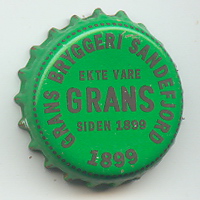 GRANS BRYGGERI SANDEFJORD
EKTE VARE
GRANS
SIDEN 1899
1899